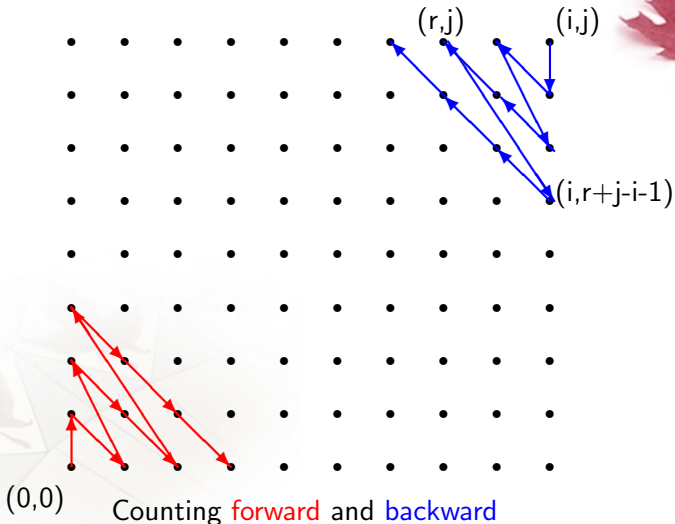 (r,j) (i,j)
(i,r+j-i-1)
(0,0)
Counting forward and backward